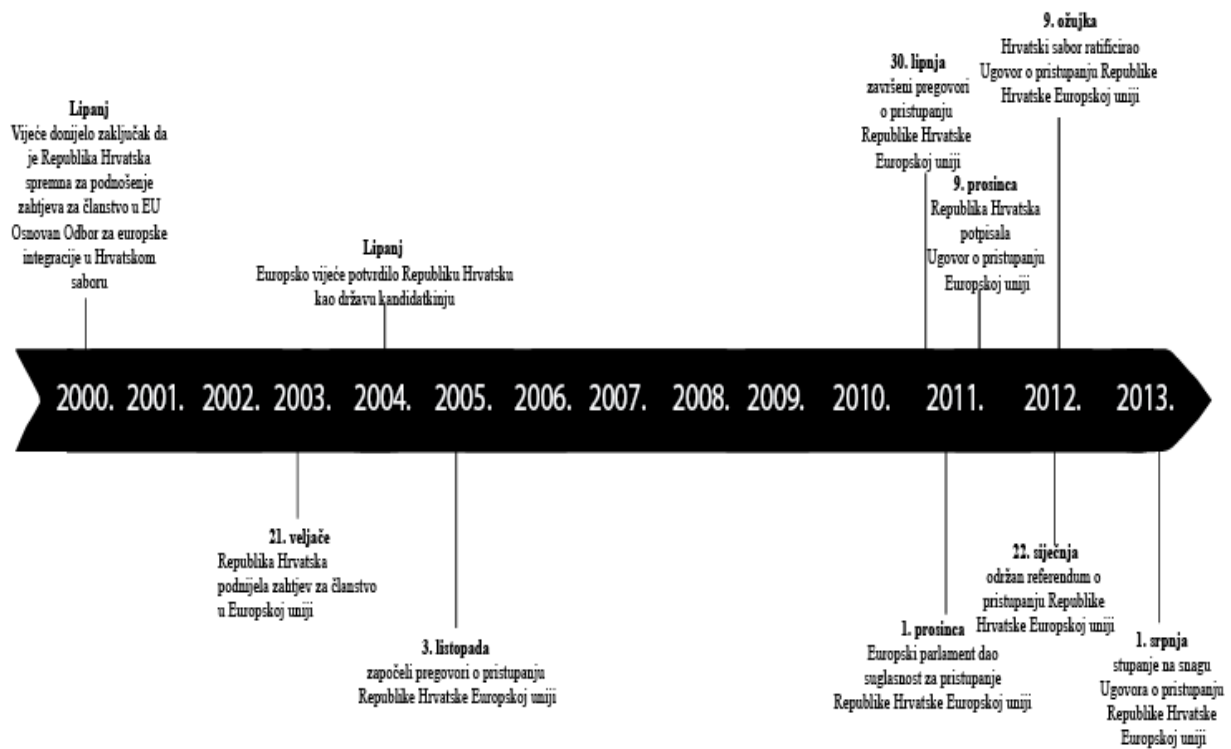 9. ožujka
Hrvatski sabor ratificirao
Ugovor o pristupanju Republike
Hrvatske Europskoj uniji
30. lipnja
završeni pregovori
o pristupanju
Republike Hrvatske
Europskoj uniji
Lipanj
Vijeće donijelo zaključak da
je Republika Hrvatska
spremna za podnošenje
zahtjeva za članstvo u EU
Osnovan Odbor za europske
integracije u Hrvatskom
saboru
9. prosinca
Republika Hrvatska
potpisala
Ugovor o pristupanju
Europskoj uniji
Lipanj
Europsko vijeće potvrdilo Republiku Hrvatsku
kao državu kandidatkinju
2000. 2001. 2002. 2003. 2004. 2005. 2006. 2007. 2008. 2009. 2010. 2011. 2012. 2013.
21. veljače
Republika Hrvatska
podnijela zahtjev za članstvo
u Europskoj uniji
3. listopada
započeli pregovori o pristupanju
Republike Hrvatske Europskoj uniji
1. prosinca
Europski parlament dao
suglasnost za pristupanje
Republike Hrvatske Europskoj uniji
22. siječnja
održan referendum o
pristupanju Republike
Hrvatske Europskoj uniji
1. srpnja
stupanje na snagu
Ugovora o pristupanju
Republike Hrvatske
Europskoj uniji